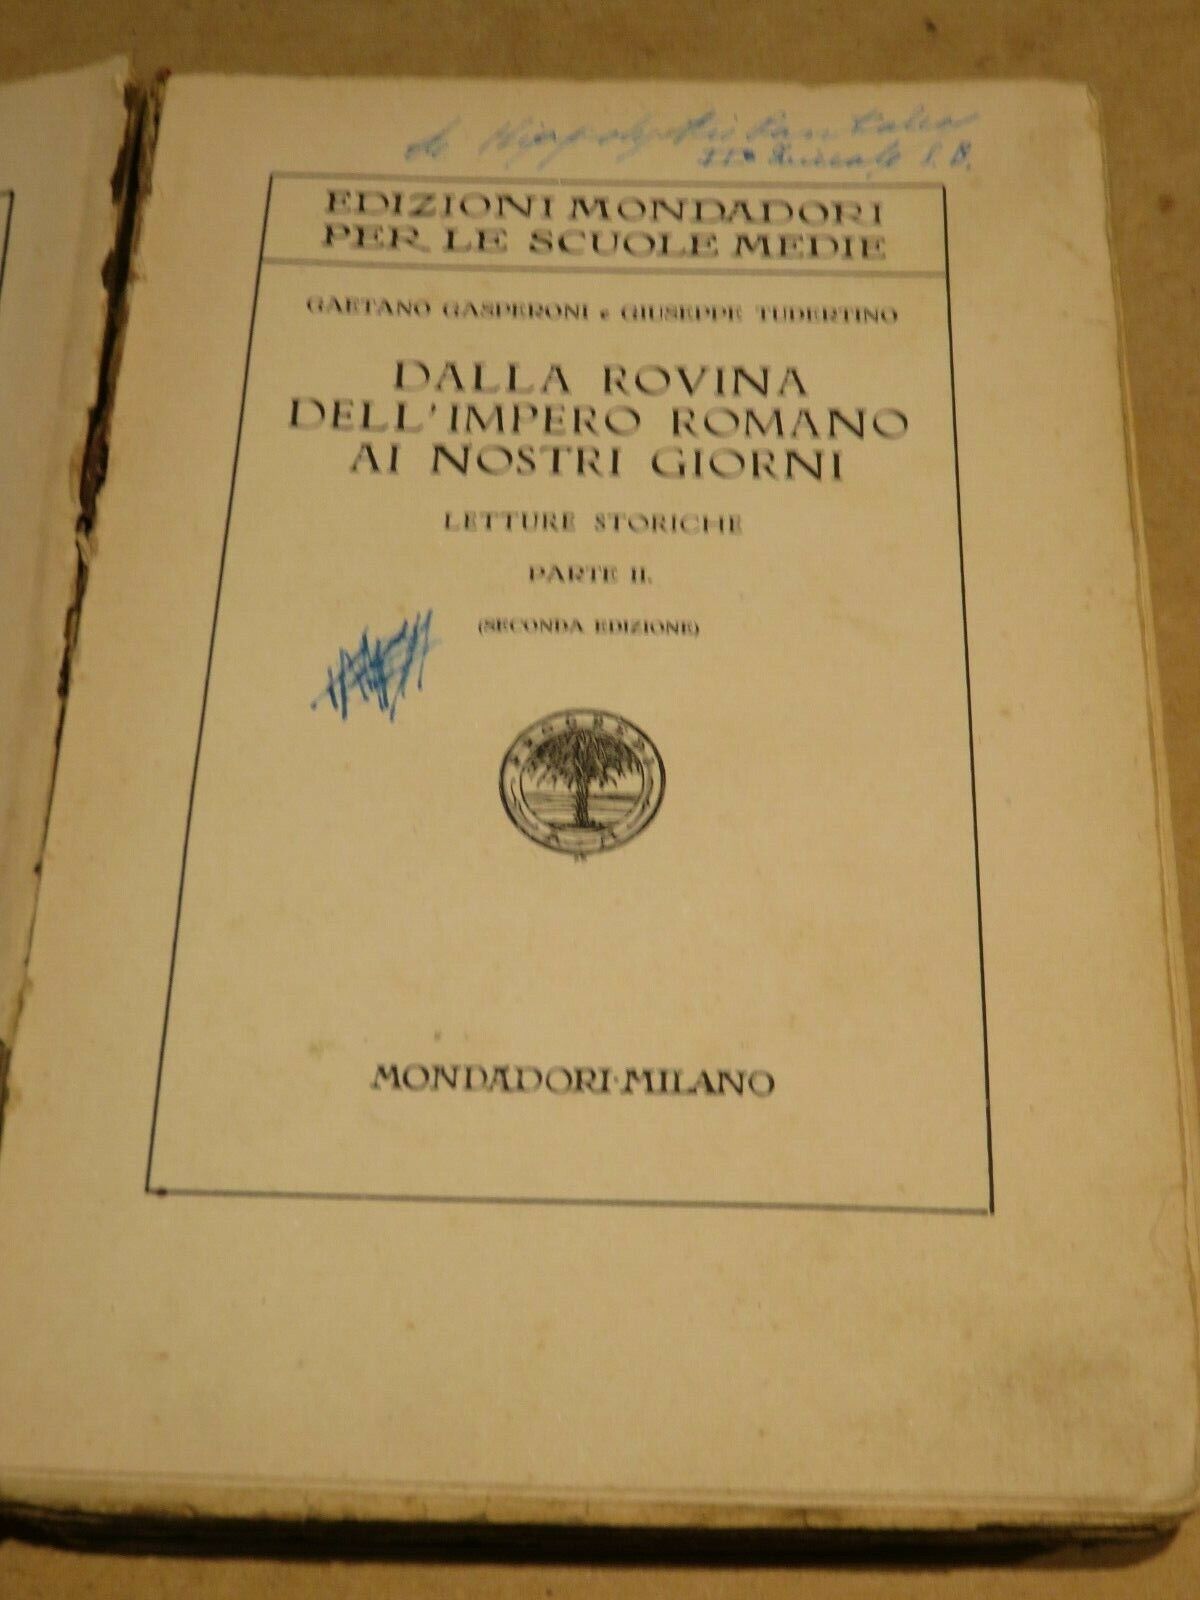 EDIZIONI MONDADORI
PER LE SCUOLE MEDIE
GAETANO GASPERONI e GIUSEPPE TUDERTINO
DALLA ROVINA
DELL'IMPERO ROMANO
AI NOSTRI GIORNI
LETTURE STORICHE
PARTE II.
(SECONDA EDIZIONE)
MONDADORI·MILANO